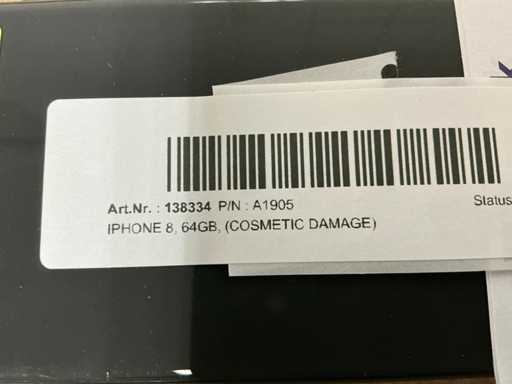 Art.Nr. : 138334 P/N : A1905
Status
IPHONE 8, 64GB, (COSMETIC DAMAGE)